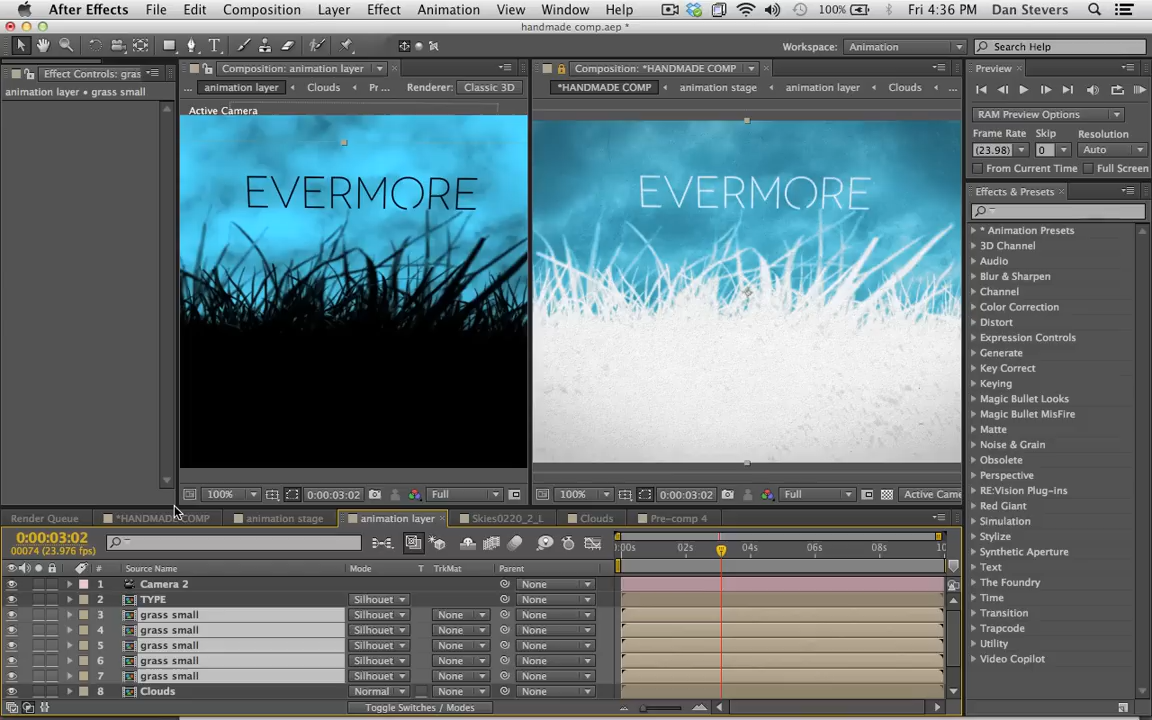 After Effects File Edit Composition Layer Effect Animation View Window Help 100% Fri 4:36 PM Dan Stevens
handmade comp.aep *
Workspace: Animation Search Help
Effect Controls: gras Composition: animation layer Composition: *HANDMADE COMP Preview
animation layer • grass small ... animation layer Clouds Pr ... Renderer: Classic 3D *HANDMADE COMP animation stage animation layer Clouds ...
Active Camera
RAM Preview Options
Frame Rate Skip Resolution
(23.98) 0 Auto
From Current Time Full Screen
Effects & Presets
EVERMORE
EVERMORE
* Animation Presets
3D Channel
Audio
Blur & Sharpen
Channel
Color Correction
Distort
Expression Controls
Generate
Key Correct
Keying
Magic Bullet Looks
Magic Bullet MisFire
Matte
Noise & Grain
Obsolete
Perspective
RE:Vision Plug-ins
Red Giant
Simulation
Stylize
Synthetic Aperture
Text
The Foundry
Time
Transition
Trapcode
Utility
Video Copilot
100% 0:00:03:02 Full 100% 0:00:03:02 Full Active Came
Render Queue *HANDMADE COMP animation stage animation layer Skies0220_2_L Clouds Pre-comp 4
0:00:03:02
00074 (23.976 fps)
:00s 02s 04s 06s 08s 10
# Source Name Mode T TrkMat Parent
1 Camera 2 None
2 TYPE Silhouet None
3 grass small Silhouet None None
4 grass small Silhouet None None
5 grass small Silhouet None None
6 grass small Silhouet None None
7 grass small Silhouet None None
8 Clouds Normal None None
Toggle Switches / Modes